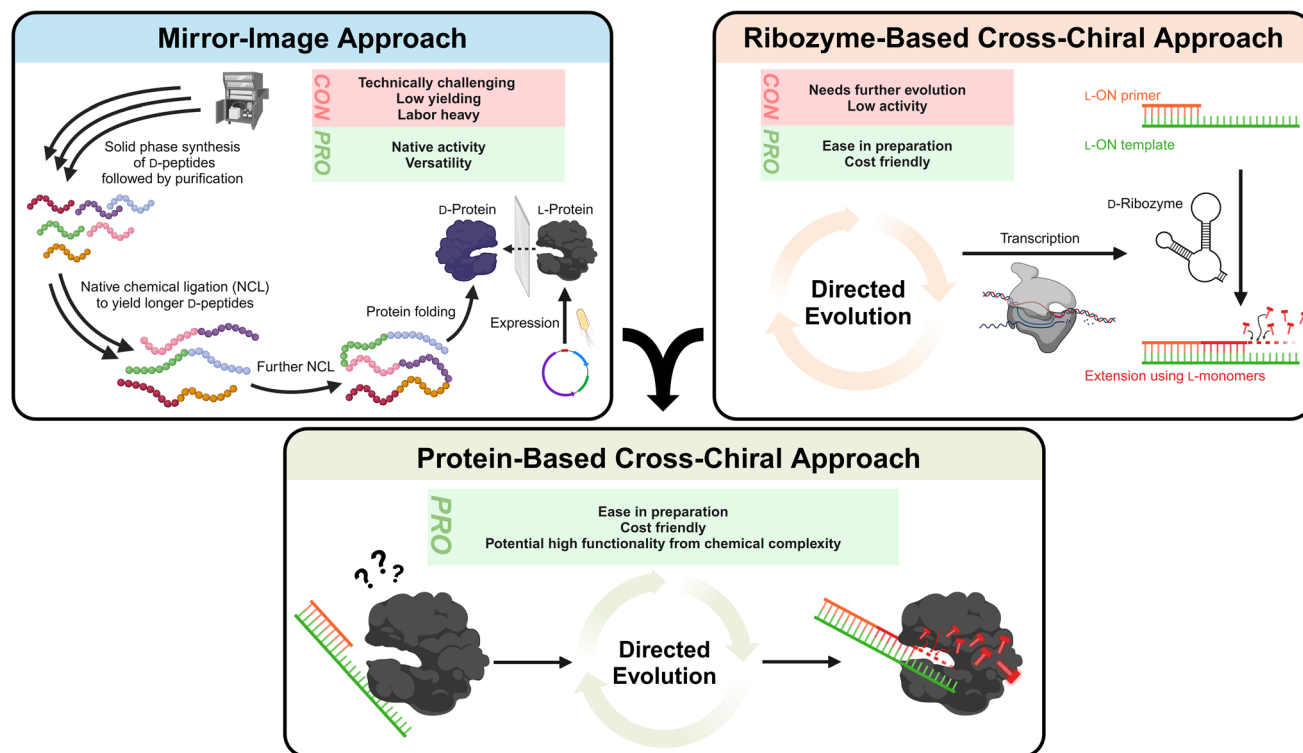 Mirror-Image Approach
CON
Technically challenging
Low yielding
Labor heavy
PRO
Native activity
Versatility
Solid phase synthesis
of D-peptides
followed by purification
D-Protein
L-Protein
Native chemical ligation (NCL)
to yield longer D-peptides
Protein folding
Expression
Further NCL
Ribozyme-Based Cross-Chiral Approach
CON
Needs further evolution
Low activity
PRO
Ease in preparation
Cost friendly
L-ON primer
L-ON template
D-Ribozyme
Transcription
Directed
Evolution
Extension using L-monomers
Protein-Based Cross-Chiral Approach
PRO
Ease in preparation
Cost friendly
Potential high functionality from chemical complexity
???
Directed
Evolution